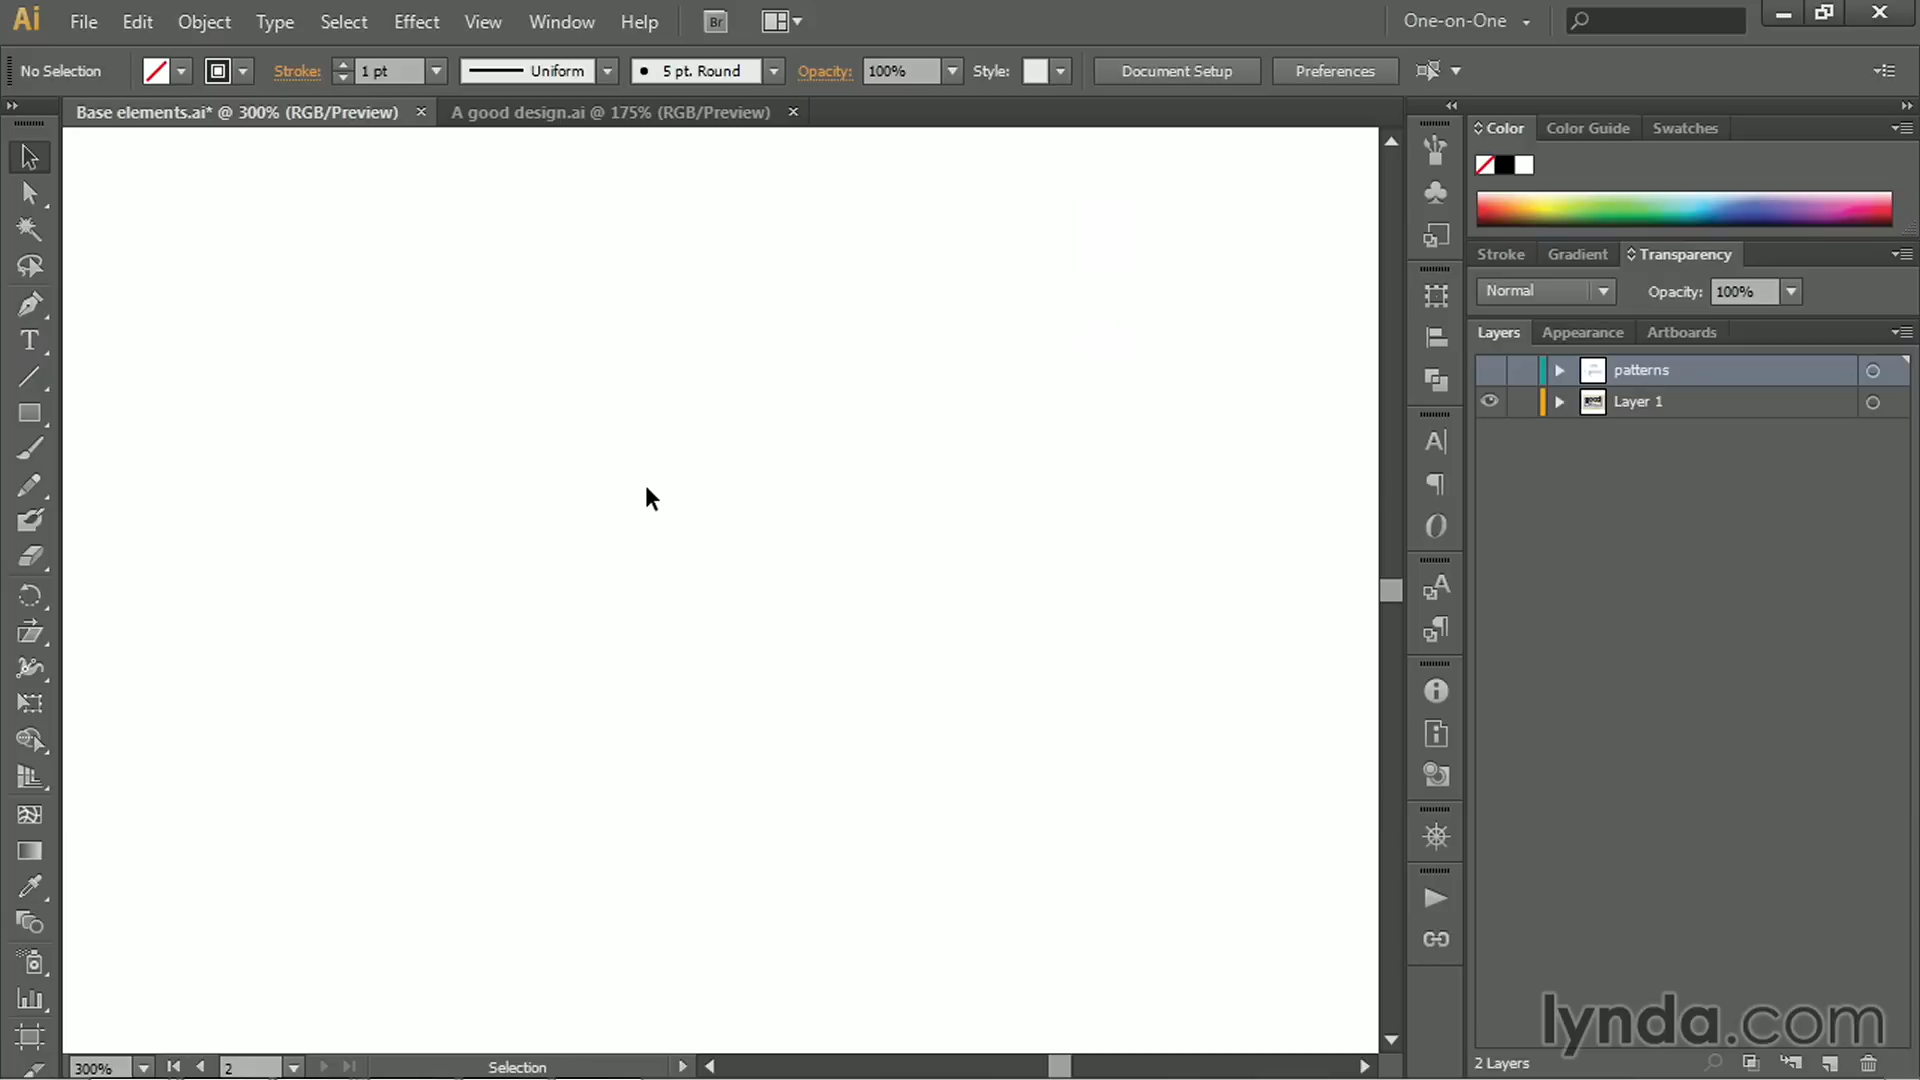 Ai File Edit Object Type Select Effect View Window Help Br One-on-One
No Selection Stroke: 1 pt Uniform 5 pt. Round Opacity: 100% Style: Document Setup Preferences
Base elements.ai* @ 300% (RGB/Preview) A good design.ai @ 175% (RGB/Preview)
Color Color Guide Swatches
Stroke Gradient Transparency
Normal Opacity: 100%
Layers Appearance Artboards
patterns
Layer 1
lynda.com
300% 2 Selection 2 Layers